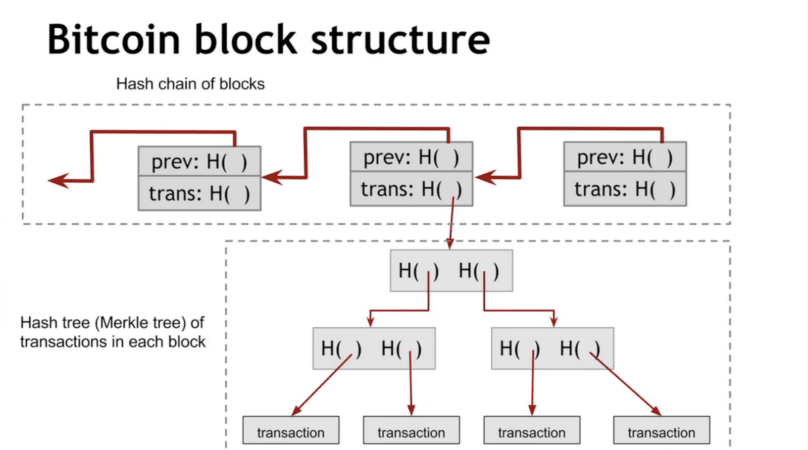 Bitcoin block structure
Hash chain of blocks
prev: H( )
trans: H( )
prev: H( )
trans: H( )
prev: H( )
trans: H( )
H( ) H( )
Hash tree (Merkle tree) of
transactions in each block
H( ) H( )
H( ) H( )
transaction
transaction
transaction
transaction